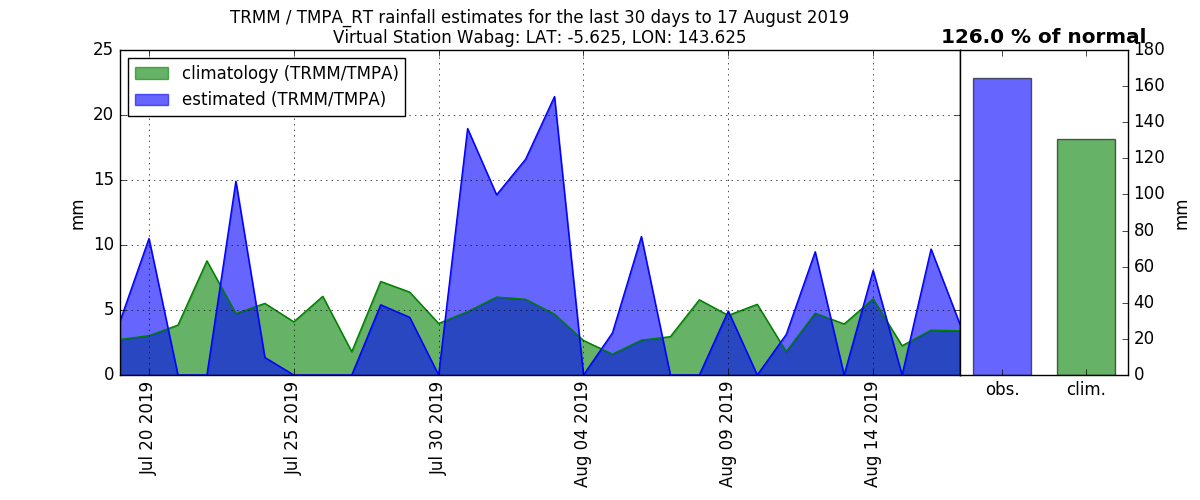 TRMM / TMPA_RT rainfall estimates for the last 30 days to 17 August 2019
Virtual Station Wabag: LAT: -5.625, LON: 143.625
126.0 % of normal
climatology (TRMM/TMPA)
estimated (TRMM/TMPA)
25
20
15
10
5
0
mm
Jul 20 2019
Jul 25 2019
Jul 30 2019
Aug 04 2019
Aug 09 2019
Aug 14 2019
180
160
140
120
100
80
60
40
20
0
mm
obs.
clim.